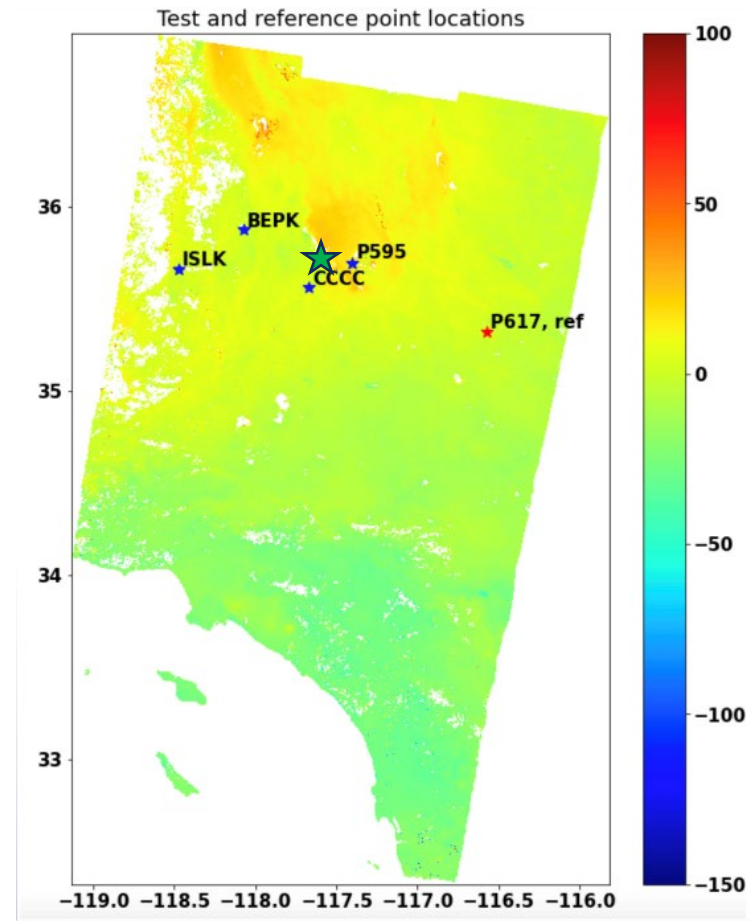 Test and reference point locations
100
50
0
−50
−100
−150
36
35
34
33
BEPK
ISLK
P595
CCCC
P617, ref
−119.0 −118.5 −118.0 −117.5 −117.0 −116.5 −116.0